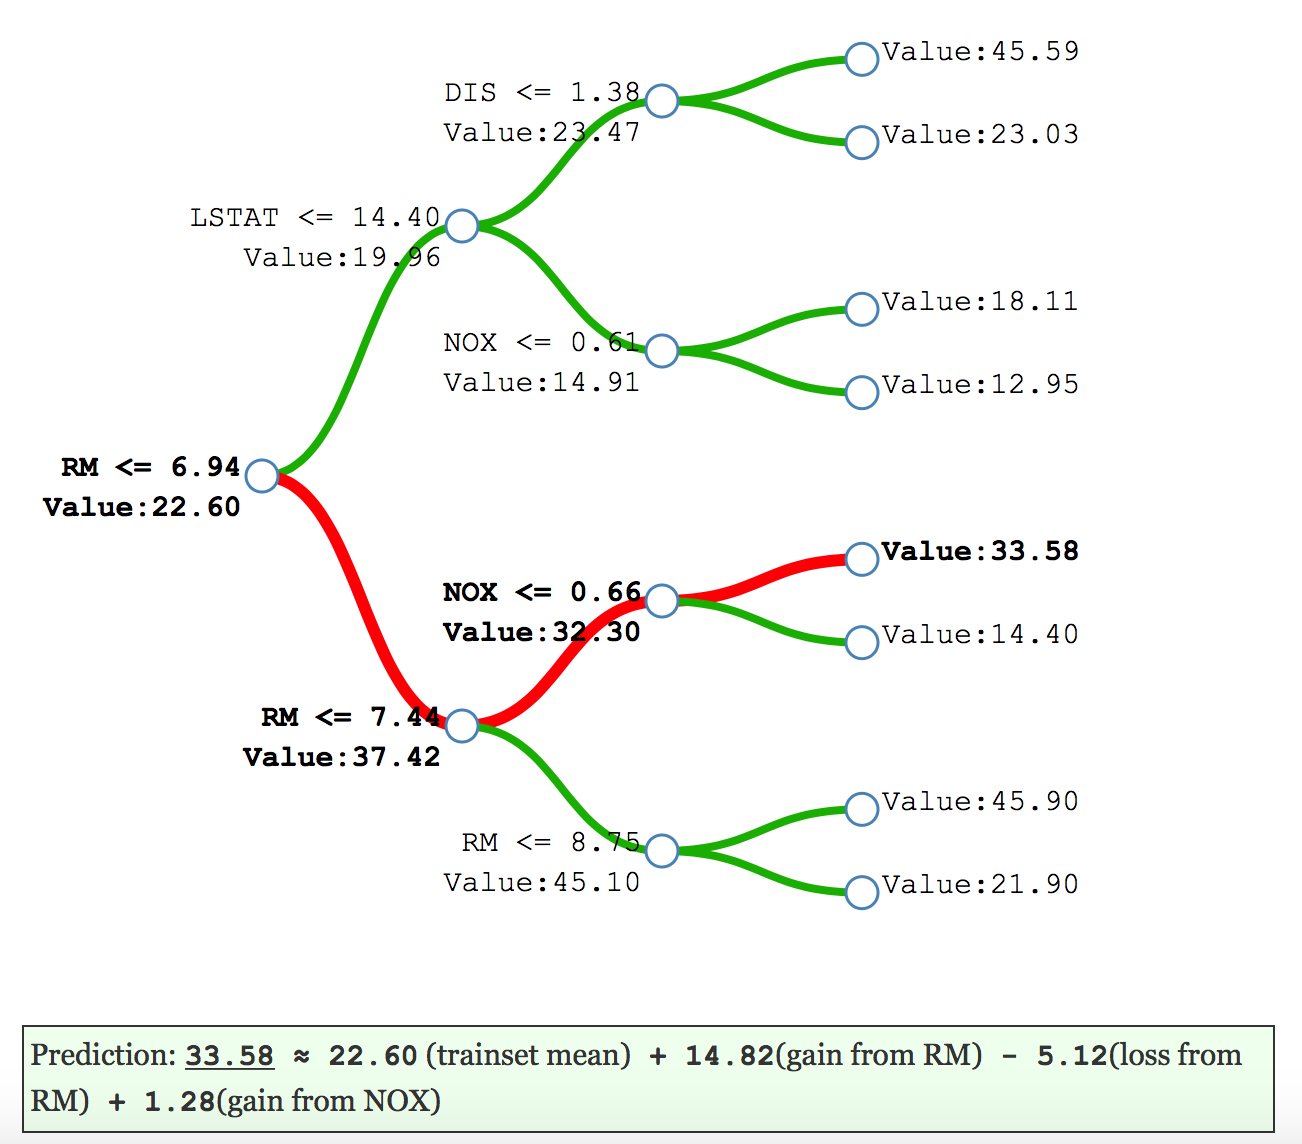 Value:45.59
DIS <= 1.38
Value:23.47
Value:23.03
LSTAT <= 14.40
Value:19.96
Value:18.11
NOX <= 0.61
Value:14.91
Value:12.95
RM <= 6.94
Value:22.60
Value:33.58
NOX <= 0.66
Value:32.30
Value:14.40
RM <= 7.44
Value:37.42
Value:45.90
RM <= 8.75
Value:45.10
Value:21.90
Prediction: 33.58 ≈ 22.60 (trainset mean) + 14.82(gain from RM) - 5.12(loss from
RM) + 1.28(gain from NOX)